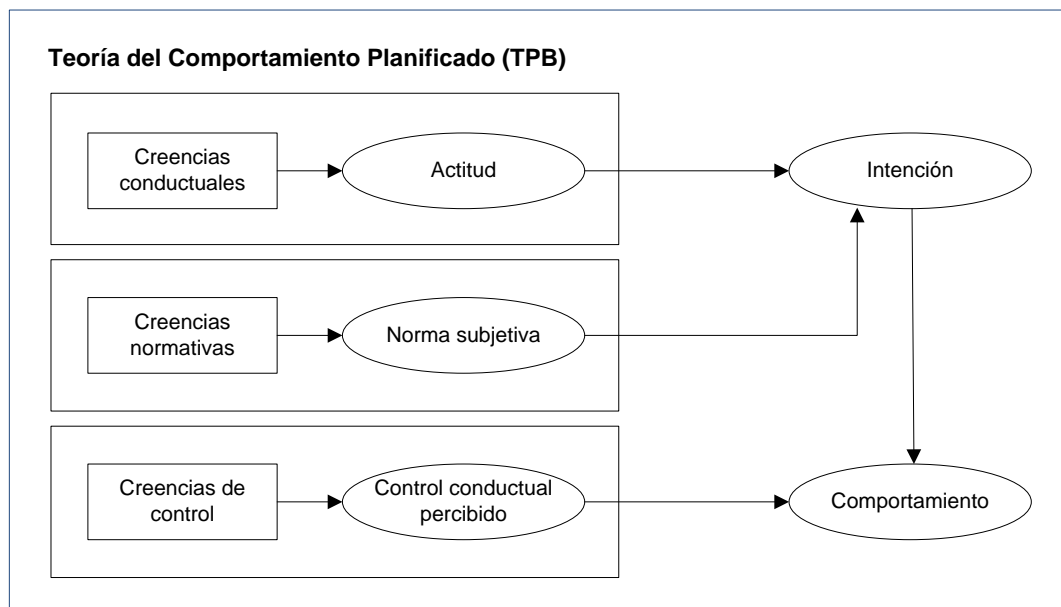 Teoría del Comportamiento Planificado (TPB)
Creencias
conductuales
Actitud
Intención
Creencias
normativas
Norma subjetiva
Creencias de
control
Control conductual
percibido
Comportamiento